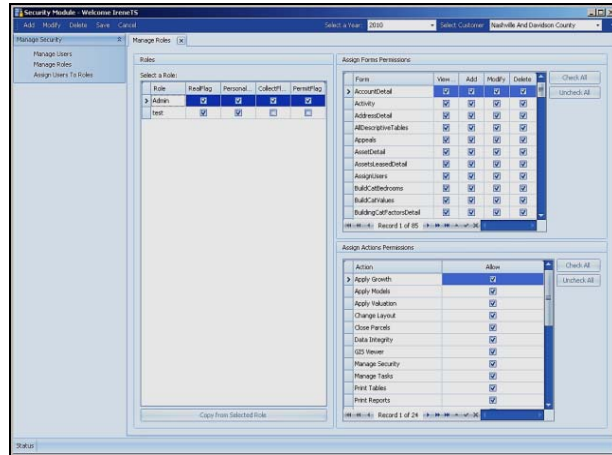 Security Module - Welcome IreneTS
Add Modify Delete Save Cancel Select a Year: 2010 Select Customer Nashville And Davidson County
Manage Security
Manage Users
Manage Roles
Assign Users To Roles
Manage Roles x
Roles
Select a Role:
Role RealFlag Personal... CollectFl... PermitFlag
Admin
test
Copy from Selected Role
Assign Forms Permissions
Form View... Add Modify Delete
AccountDetail
Activity
AddressDetail
AllDescriptiveTables
Appeals
AssetDetail
AssetsLeasedDetail
AssignUsers
BuildCatBedrooms
BuildCatValues
BuildingCatFactorsDetail
Record 1 of 85
Check All
Uncheck All
Assign Actions Permissions
Action Allow
Apply Growth
Apply Models
Apply Valuation
Change Layout
Close Parcels
Data Integrity
GIS Viewer
Manage Security
Manage Tasks
Print Tables
Print Reports
Record 1 of 24
Check All
Uncheck All
Status